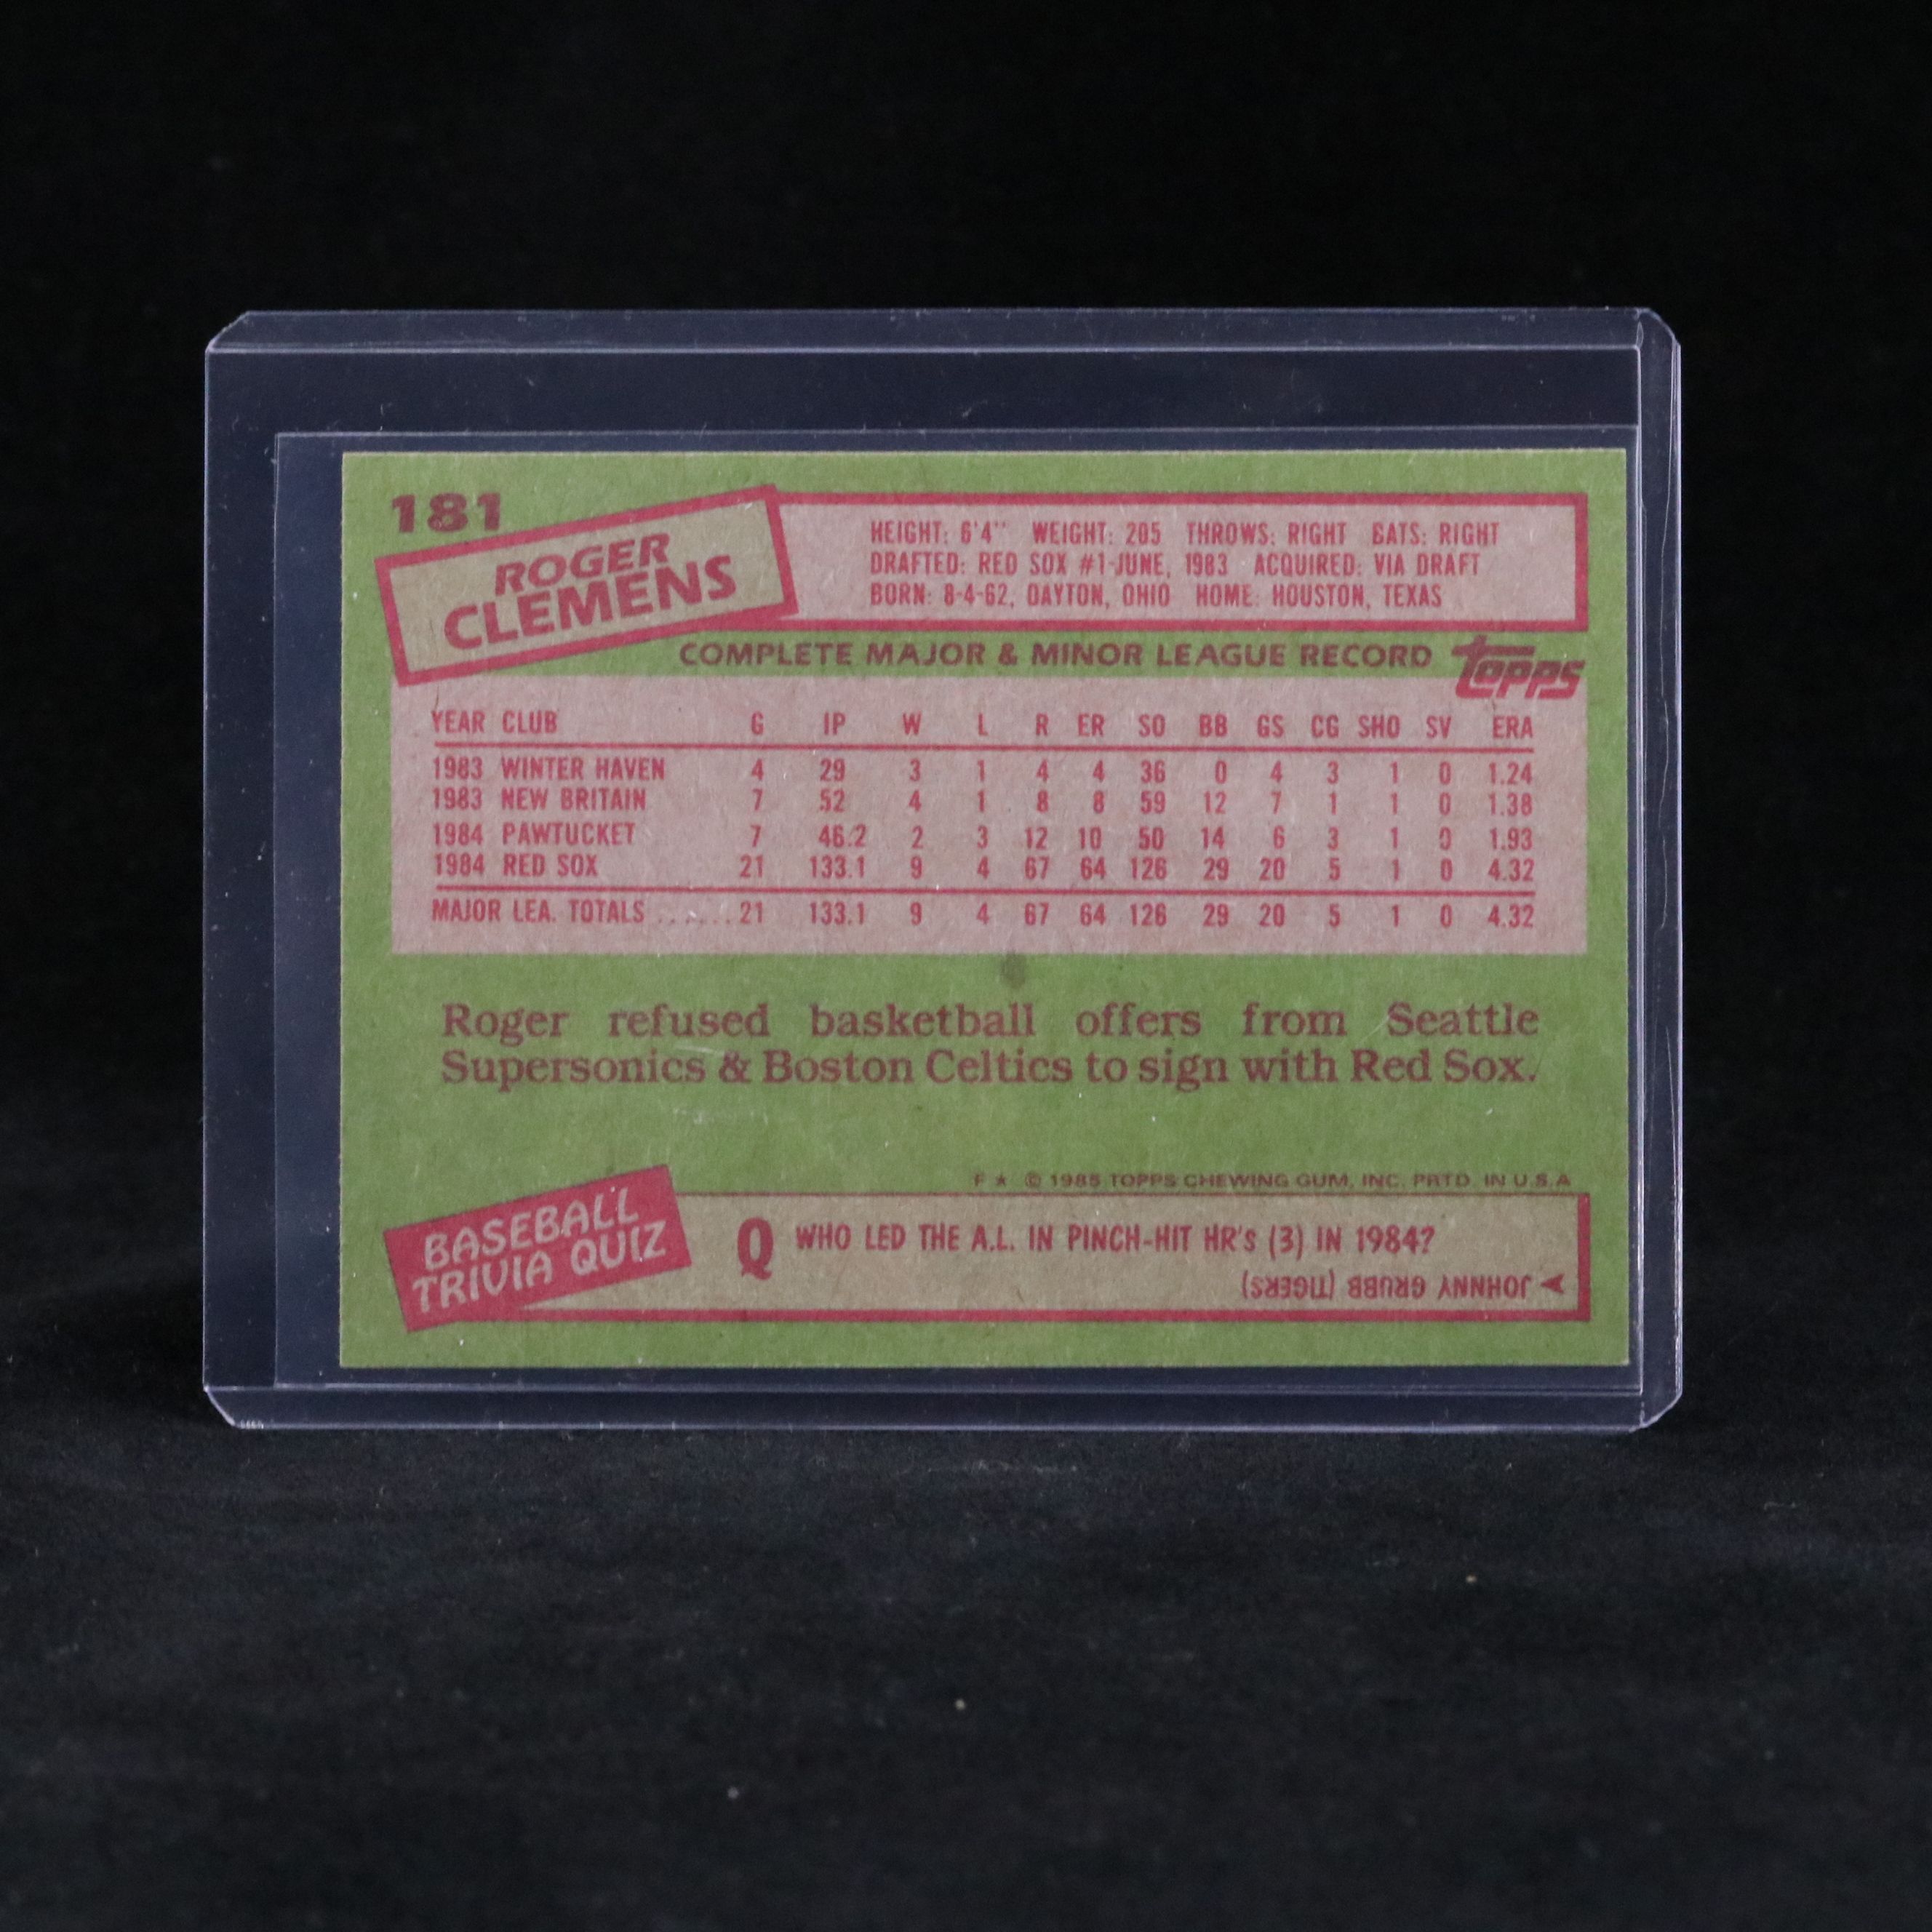 181
ROGER
CLEMENS
HEIGHT: 6'4" WEIGHT: 205 THROWS: RIGHT BATS: RIGHT
DRAFTED: RED SOX #1-JUNE, 1983 ACQUIRED: VIA DRAFT
BORN: 8-4-62, DAYTON, OHIO HOME: HOUSTON, TEXAS
COMPLETE MAJOR & MINOR LEAGUE RECORD
topps
YEAR CLUB G IP W L R ER SO BB GS CG SHO SV ERA
1983 WINTER HAVEN 4 29 3 1 4 4 36 0 4 3 1 0 1.24
1983 NEW BRITAIN 7 52 4 1 8 8 59 12 7 1 1 0 1.38
1984 PAWTUCKET 7 46.2 2 3 12 10 50 14 6 3 1 0 1.93
1984 RED SOX 21 133.1 9 4 67 64 126 29 20 5 1 0 4.32
MAJOR LEA. TOTALS ....... 21 133.1 9 4 67 64 126 29 20 5 1 0 4.32
Roger refused basketball offers from Seattle
Supersonics & Boston Celtics to sign with Red Sox.
F ★ © 1985 TOPPS CHEWING GUM, INC. PRTD. IN U.S.A
BASEBALL
TRIVIA QUIZ
Q WHO LED THE A.L. IN PINCH-HIT HR's (3) IN 1984?
➤ JOHNNY GRUBB (TIGERS)